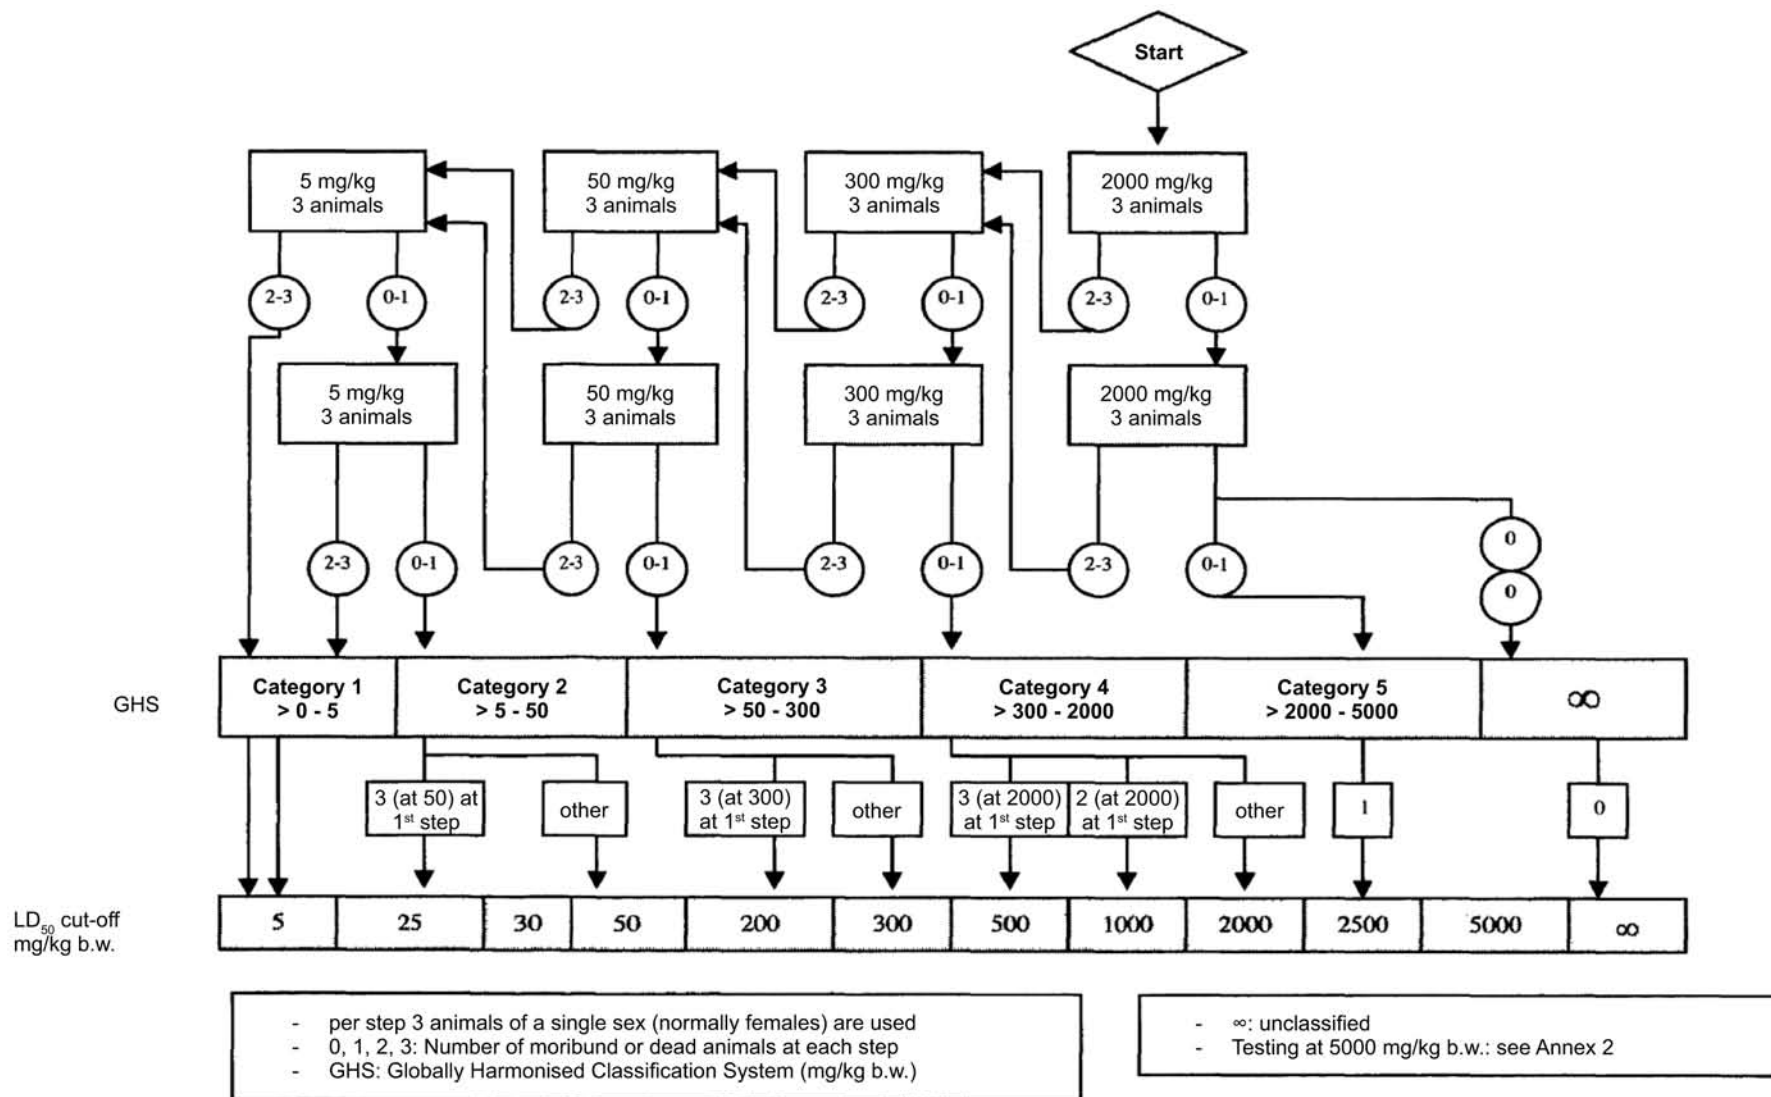 Start
5 mg/kg
3 animals
50 mg/kg
3 animals
300 mg/kg
3 animals
2000 mg/kg
3 animals
2-3
0-1
2-3
0-1
2-3
0-1
2-3
0-1
5 mg/kg
3 animals
50 mg/kg
3 animals
300 mg/kg
3 animals
2000 mg/kg
3 animals
2-3
0-1
2-3
0-1
2-3
0-1
2-3
0-1
0
0
GHS
Category 1
> 0 - 5
Category 2
> 5 - 50
Category 3
> 50 - 300
Category 4
> 300 - 2000
Category 5
> 2000 - 5000
∞
3 (at 50) at
1st step
other
3 (at 300)
at 1st step
other
3 (at 2000)
at 1st step
2 (at 2000)
at 1st step
other
1
0
LD50 cut-off
mg/kg b.w.
5
25
30
50
200
300
500
1000
2000
2500
5000
∞
- per step 3 animals of a single sex (normally females) are used
- 0, 1, 2, 3: Number of moribund or dead animals at each step
- GHS: Globally Harmonised Classification System (mg/kg b.w.)
- ∞: unclassified
- Testing at 5000 mg/kg b.w.: see Annex 2